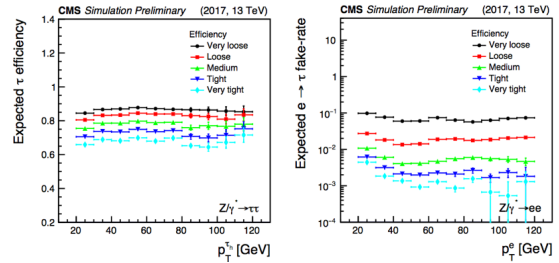 CMS Simulation Preliminary (2017, 13 TeV)
Expected τ efficiency
1.4
1.2
1
0.8
0.6
0.4
0.2
Efficiency
Very loose
Loose
Medium
Tight
Very tight
Z/γ* →ττ
20 40 60 80 100 120
p_T^τh [GeV]
CMS Simulation Preliminary (2017, 13 TeV)
Expected e → τ fake-rate
1
10⁻¹
10⁻²
10⁻³
10⁻⁴
Efficiency
Very loose
Loose
Medium
Tight
Very tight
Z/γ* →ee
20 40 60 80 100 120
p_T^e [GeV]